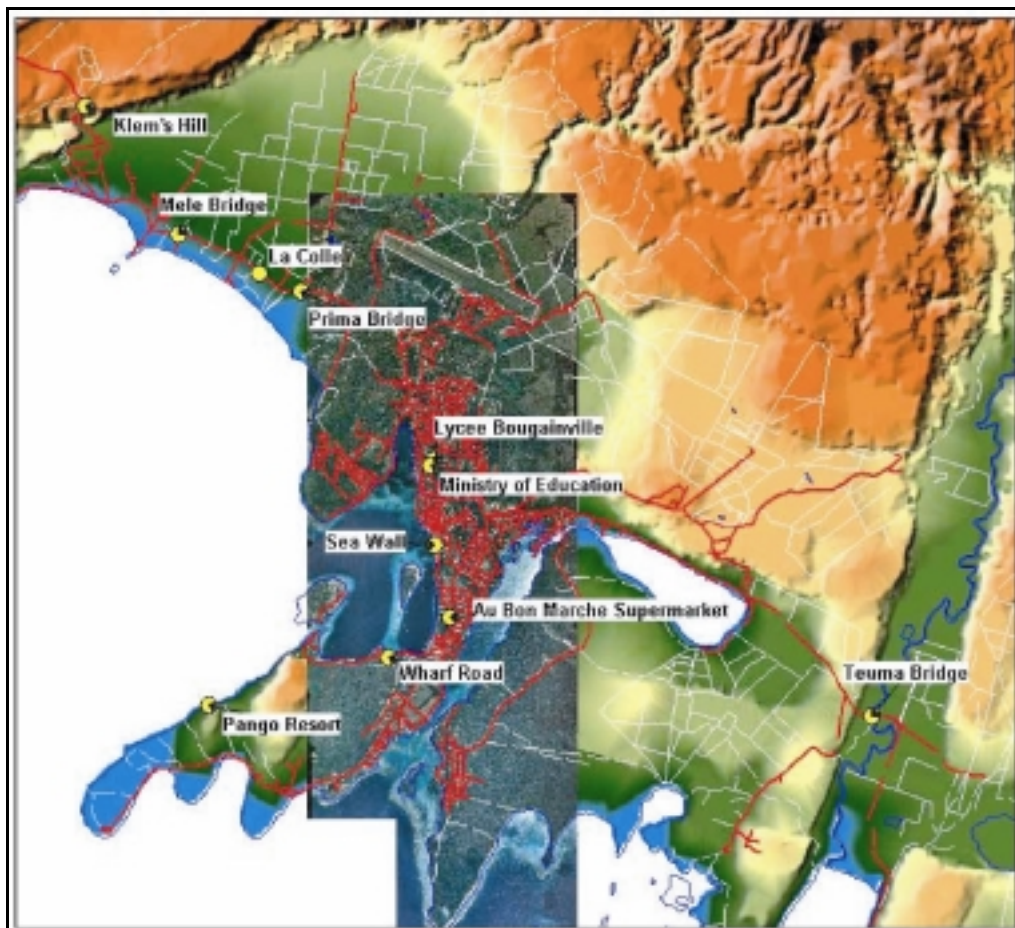 Klem's Hill
Mele Bridge
La Colle
Prima Bridge
Lycee Bougainville
Ministry of Education
Sea Wall
Au Bon Marche Supermarket
Wharf Road
Teuma Bridge
Pango Resort